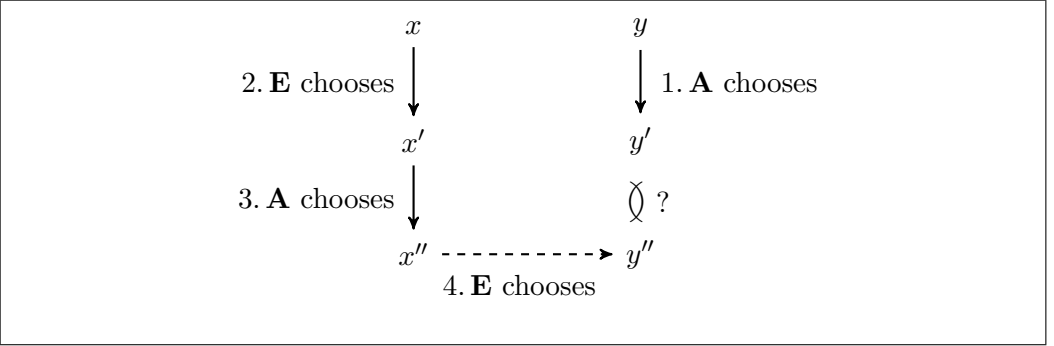 x y
2. E chooses 1. A chooses
x′ y′
3. A chooses ≬ ?
x″ y″
4. E chooses